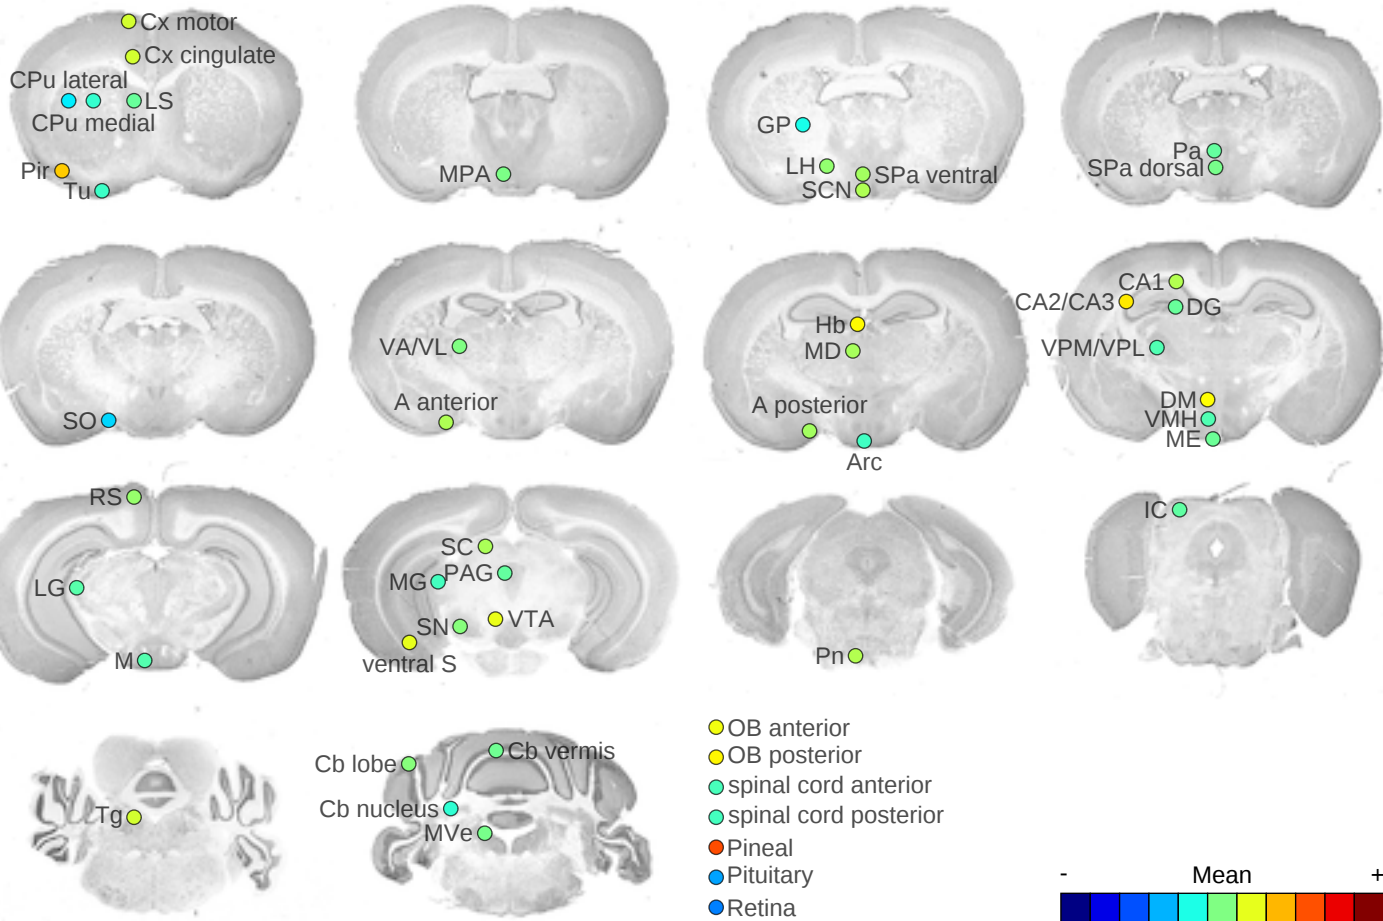 Cx motor
Cx cingulate
CPu lateral
LS
CPu medial
Pir
Tu
MPA
GP
LH
SPa ventral
SCN
Pa
SPa dorsal
SO
VA/VL
A anterior
Hb
MD
A posterior
Arc
CA1
CA2/CA3
DG
VPM/VPL
DM
VMH
ME
RS
LG
M
SC
MG
PAG
SN
VTA
ventral S
Pn
IC
Tg
Cb lobe
Cb vermis
Cb nucleus
MVe
OB anterior
OB posterior
spinal cord anterior
spinal cord posterior
Pineal
Pituitary
Retina
- Mean +